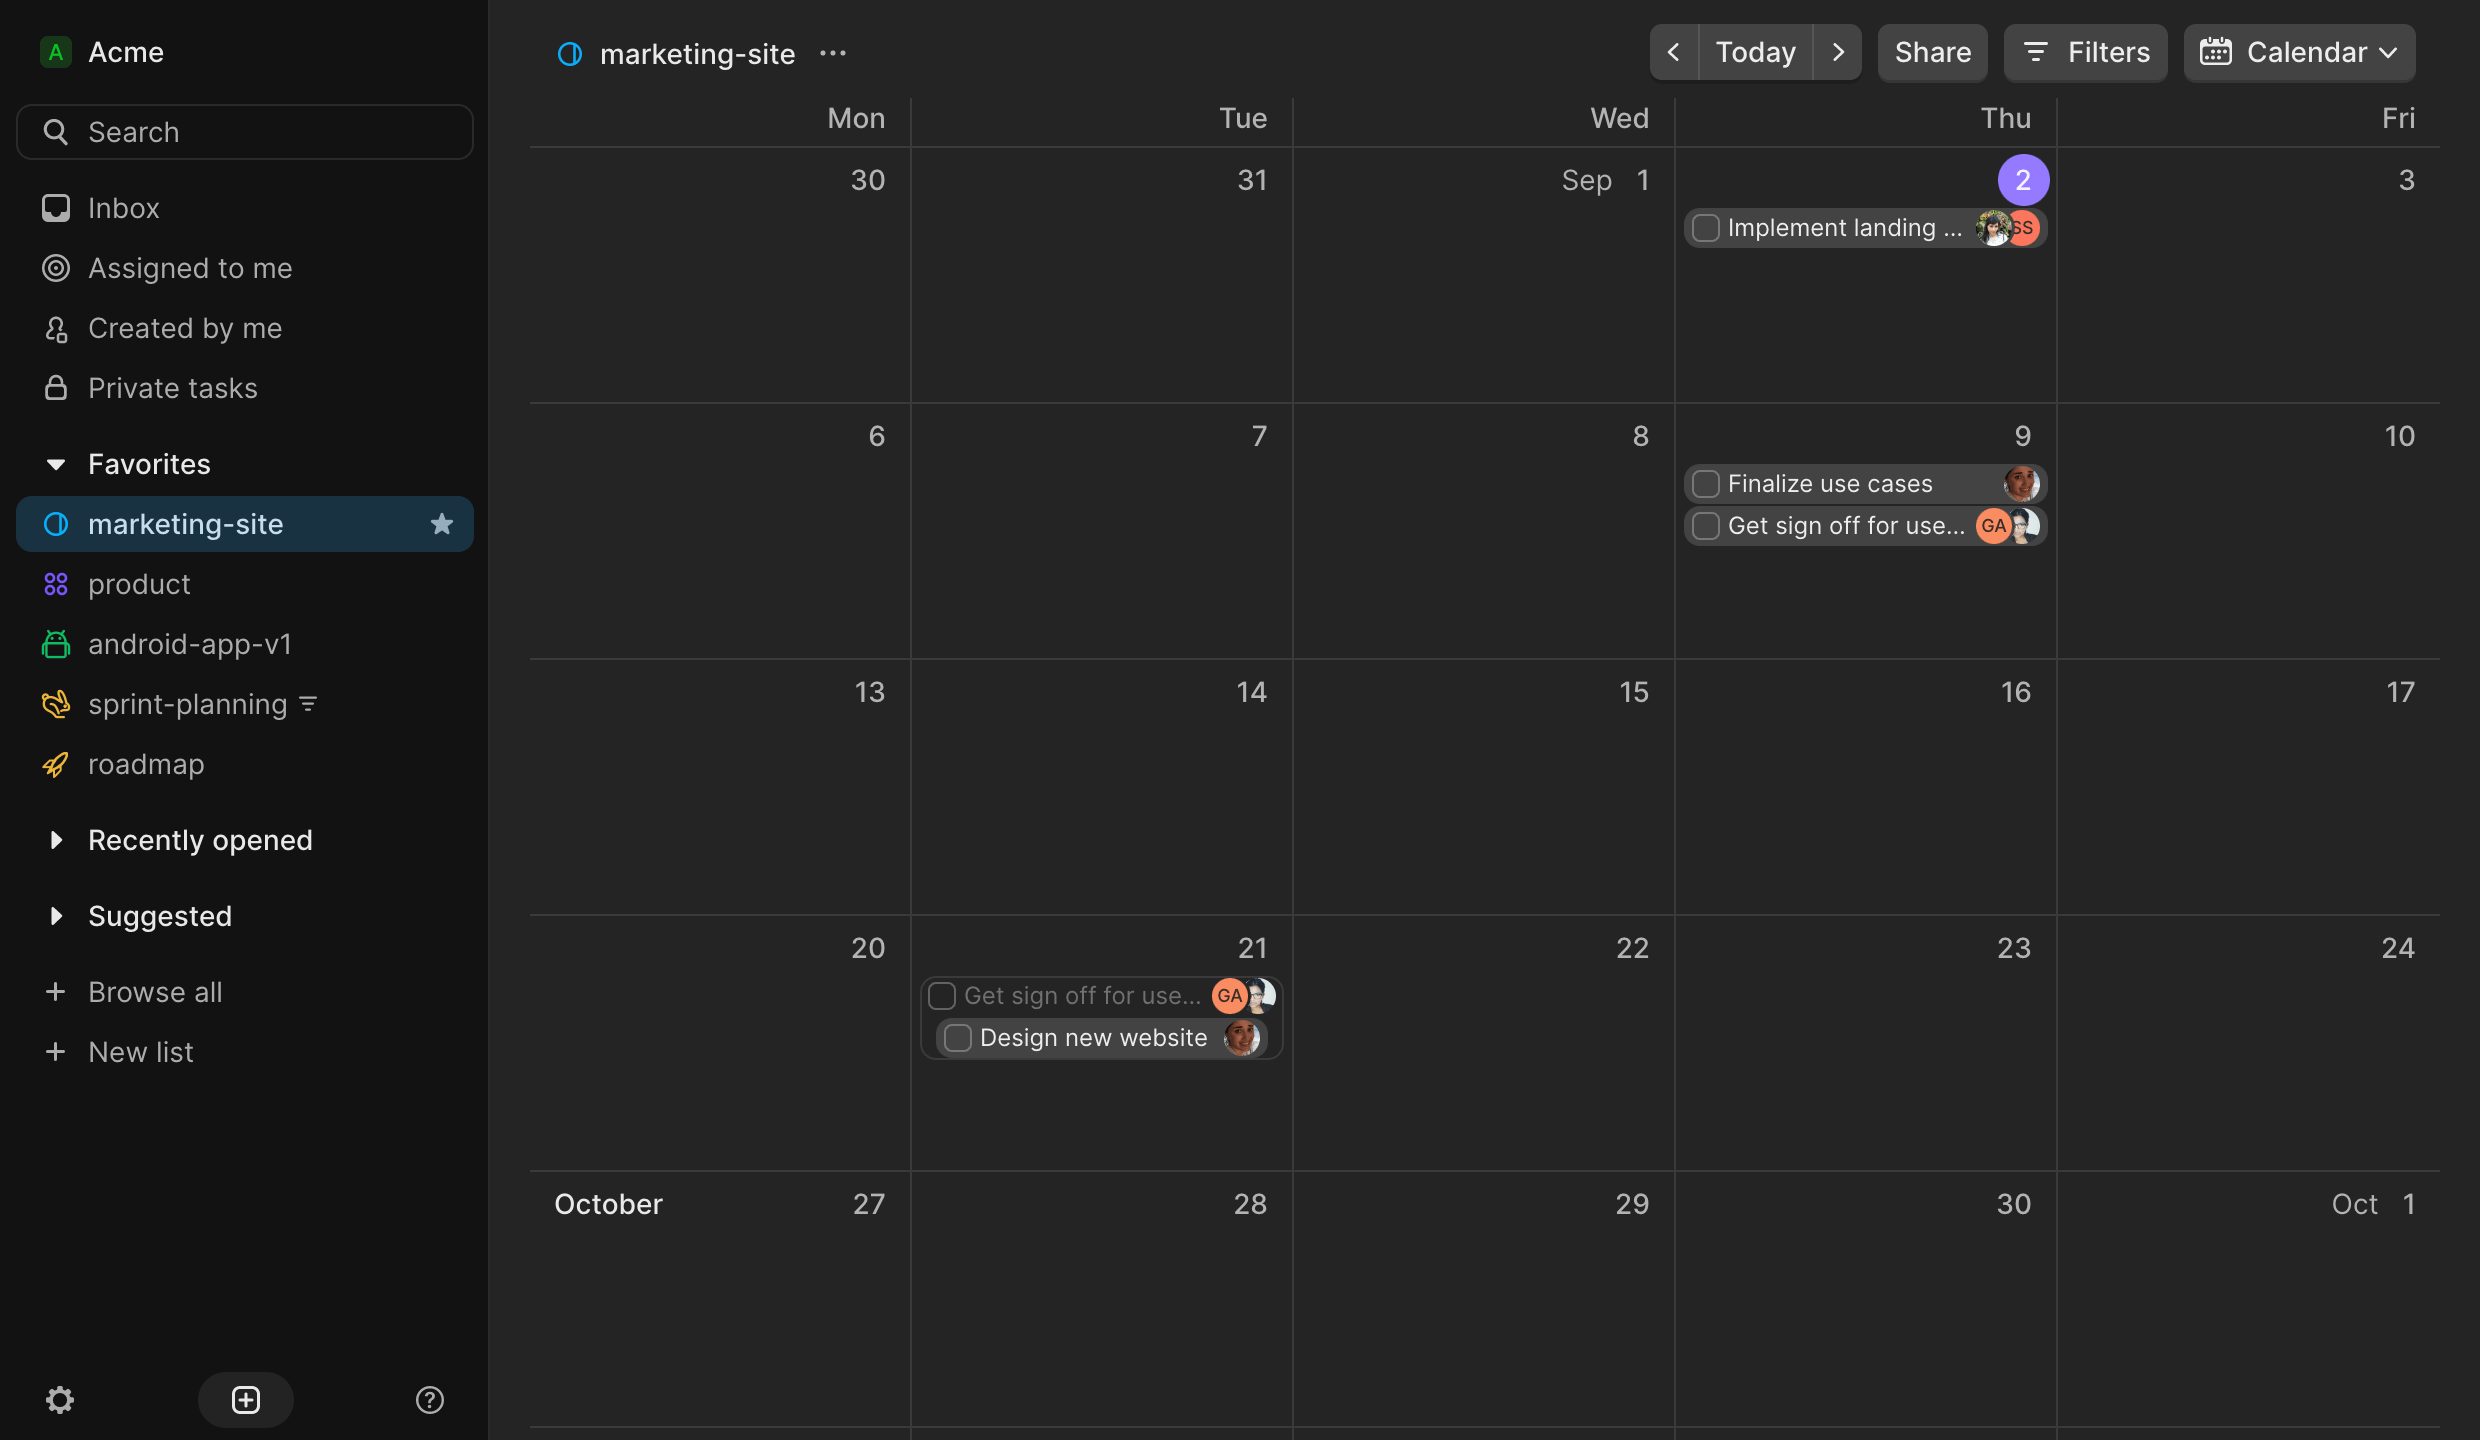 A Acme
Search
Inbox
Assigned to me
Created by me
Private tasks
Favorites
marketing-site
product
android-app-v1
sprint-planning
roadmap
Recently opened
Suggested
+ Browse all
+ New list
marketing-site ...
< Today > Share Filters Calendar
Mon Tue Wed Thu Fri
30 31 Sep 1 2 3
Implement landing ... SS
6 7 8 9 10
Finalize use cases
Get sign off for use... GA
13 14 15 16 17
20 21 22 23 24
Get sign off for use... GA
Design new website
October 27 28 29 30 Oct 1